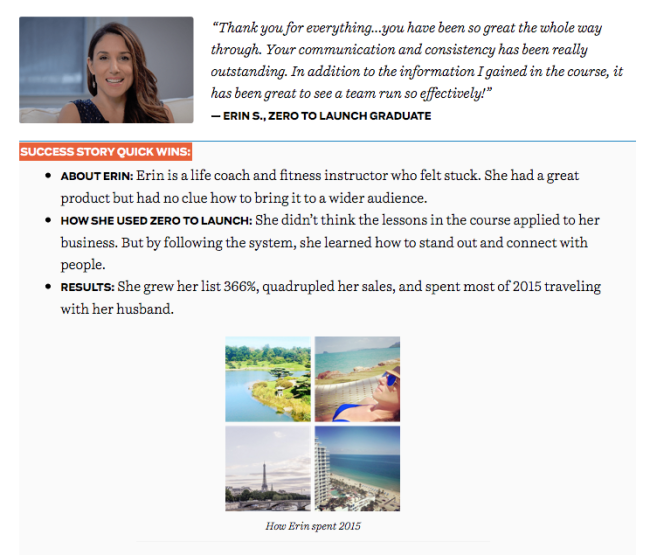 “Thank you for everything...you have been so great the whole way
through. Your communication and consistency has been really
outstanding. In addition to the information I gained in the course, it
has been great to see a team run so effectively!”
— ERIN S., ZERO TO LAUNCH GRADUATE
SUCCESS STORY QUICK WINS:
• ABOUT ERIN: Erin is a life coach and fitness instructor who felt stuck. She had a great
product but had no clue how to bring it to a wider audience.
• HOW SHE USED ZERO TO LAUNCH: She didn’t think the lessons in the course applied to her
business. But by following the system, she learned how to stand out and connect with
people.
• RESULTS: She grew her list 366%, quadrupled her sales, and spent most of 2015 traveling
with her husband.
How Erin spent 2015